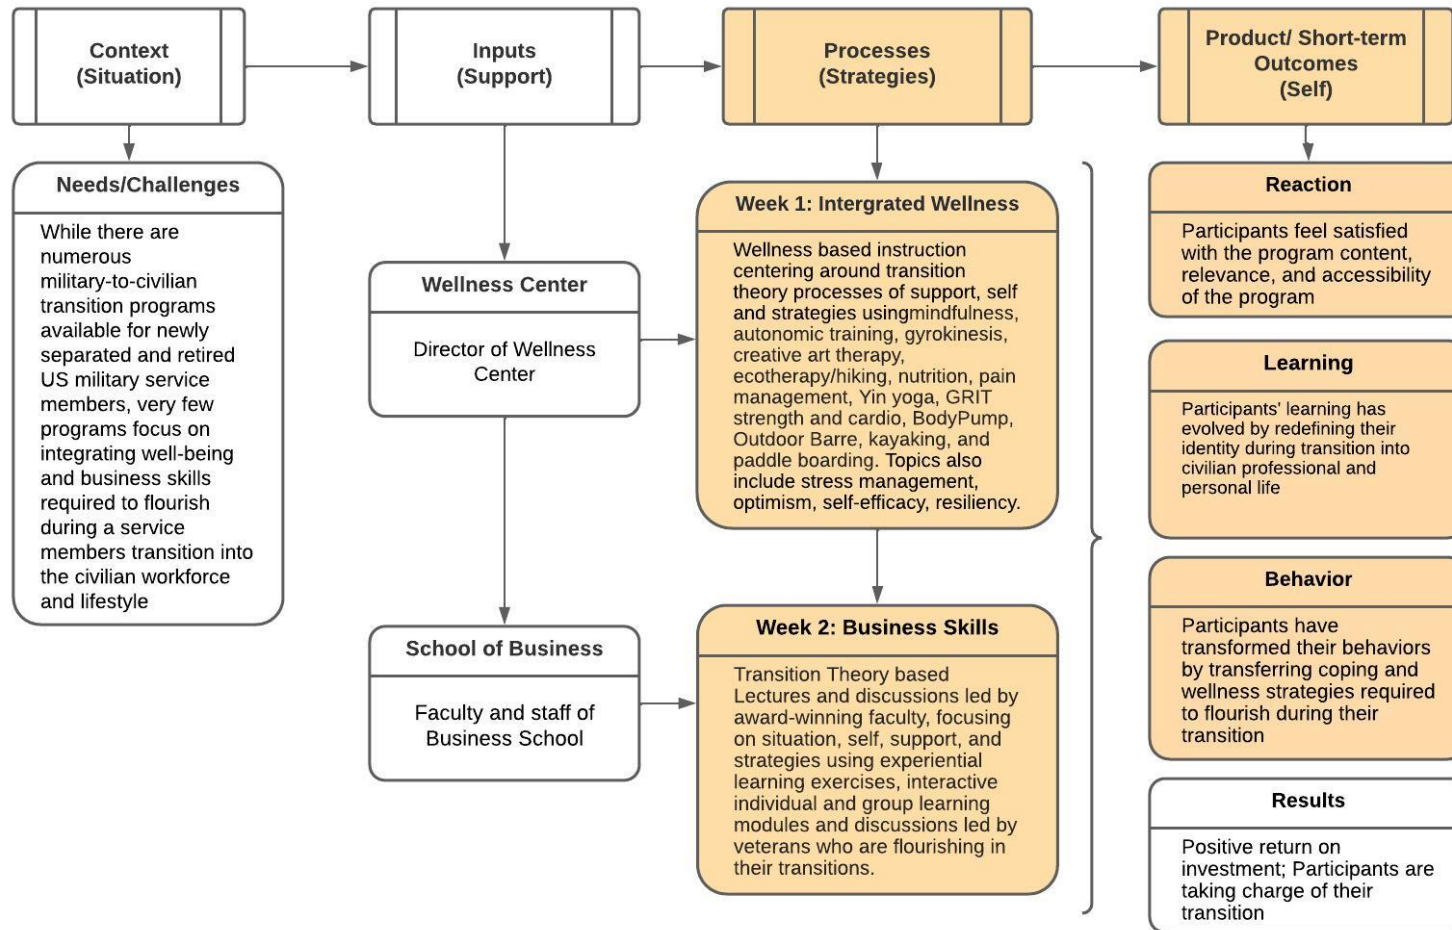 Context
(Situation)
Inputs
(Support)
Processes
(Strategies)
Product/ Short-term
Outcomes
(Self)
Needs/Challenges
While there are
numerous
military-to-civilian
transition programs
available for newly
separated and retired
US military service
members, very few
programs focus on
integrating well-being
and business skills
required to flourish
during a service
members transition into
the civilian workforce
and lifestyle
Wellness Center
Director of Wellness
Center
School of Business
Faculty and staff of
Business School
Week 1: Intergrated Wellness
Wellness based instruction
centering around transition
theory processes of support, self
and strategies usingmindfulness,
autonomic training, gyrokinesis,
creative art therapy,
ecotherapy/hiking, nutrition, pain
management, Yin yoga, GRIT
strength and cardio, BodyPump,
Outdoor Barre, kayaking, and
paddle boarding. Topics also
include stress management,
optimism, self-efficacy, resiliency.
Week 2: Business Skills
Transition Theory based
Lectures and discussions led by
award-winning faculty, focusing
on situation, self, support, and
strategies using experiential
learning exercises, interactive
individual and group learning
modules and discussions led by
veterans who are flourishing in
their transitions.
Reaction
Participants feel satisfied
with the program content,
relevance, and accessibility
of the program
Learning
Participants' learning has
evolved by redefining their
identity during transition into
civilian professional and
personal life
Behavior
Participants have
transformed their behaviors
by transferring coping and
wellness strategies required
to flourish during their
transition
Results
Positive return on
investment; Participants are
taking charge of their
transition